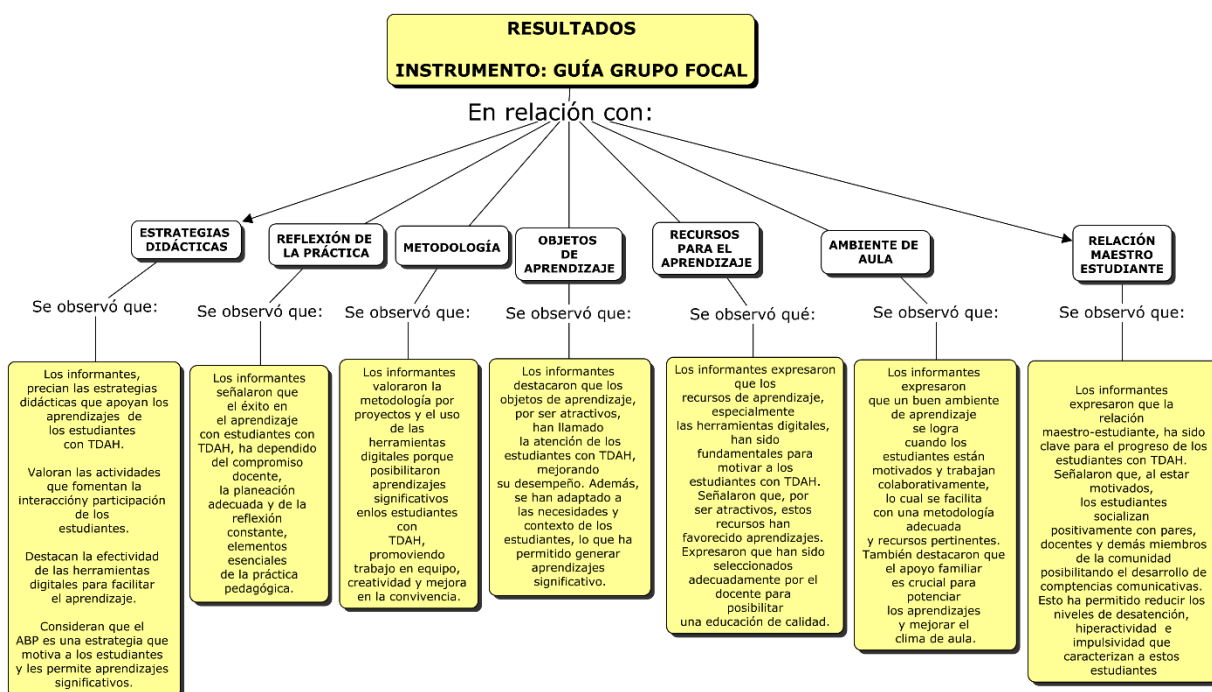 RESULTADOS
INSTRUMENTO: GUÍA GRUPO FOCAL
En relación con:
ESTRATEGIAS
DIDÁCTICAS
Se observó que:
Los informantes,
precian las estrategias
didácticas que apoyan los
aprendizajes de
los estudiantes
con TDAH.
Valoran las actividades
que fomentan la
interaccióny participación
de los
estudiantes.
Destacan la efectividad
de las herramientas
digitales para facilitar
el aprendizaje.
Consideran que el
ABP es una estrategia que
motiva a los estudiantes
y les permite aprendizajes
significativos.
REFLEXIÓN DE
LA PRÁCTICA
Se observó que:
Los informantes
señalaron que
el éxito en
el aprendizaje
con estudiantes con
TDAH, ha dependido
del compromiso
docente,
la planeación
adecuada y de la
reflexión
constante,
elementos
esenciales
de la práctica
pedagógica.
METODOLOGÍA
Se observó que:
Los informantes
valoraron la
metodología por
proyectos y el uso
de las
herramientas
digitales porque
posibilitaron
aprendizajes
significativos
enlos estudiantes
con
TDAH,
promoviendo
trabajo en equipo,
creatividad y mejora
en la convivencia.
OBJETOS
DE
APRENDIZAJE
Se observó que:
Los informantes
destacaron que los
objetos de aprendizaje,
por ser atractivos,
han llamado
la atención de los
estudiantes con TDAH,
mejorando
su desempeño. Además,
se han adaptado a
las necesidades y
contexto de los
estudiantes, lo que ha
permitido generar
aprendizajes
significativo.
RECURSOS
PARA EL
APRENDIZAJE
Se observó qué:
Los informantes expresaron
que los
recursos de aprendizaje,
especialmente
las herramientas digitales,
han sido
fundamentales para
motivar a los
estudiantes con TDAH.
Señalaron que, por
ser atractivos, estos
recursos han
favorecido aprendizajes.
Expresaron que han sido
seleccionados
adecuadamente por el
docente para
posibilitar
una educación de calidad.
AMBIENTE DE
AULA
Se observó que:
Los informantes
expresaron
que un buen ambiente
de aprendizaje
se logra
cuando los
estudiantes están
motivados y trabajan
colaborativamente,
lo cual se facilita
con una metodología
adecuada
y recursos pertinentes.
También destacaron que
el apoyo familiar
es crucial para
potenciar
los aprendizajes
y mejorar el
clima de aula.
RELACIÓN
MAESTRO
ESTUDIANTE
Se observó que:
Los informantes
expresaron que la
relación
maestro-estudiante, ha sido
clave para el progreso de los
estudiantes con TDAH.
Señalaron que, al estar
motivados,
los estudiantes
socializan
positivamente con pares,
docentes y demás miembros
de la comunidad
posibilitando el desarrollo de
comptencias comunicativas.
Esto ha permitido reducir los
niveles de desatención,
hiperactividad e
impulsividad que
caracterizan a estos
estudiantes